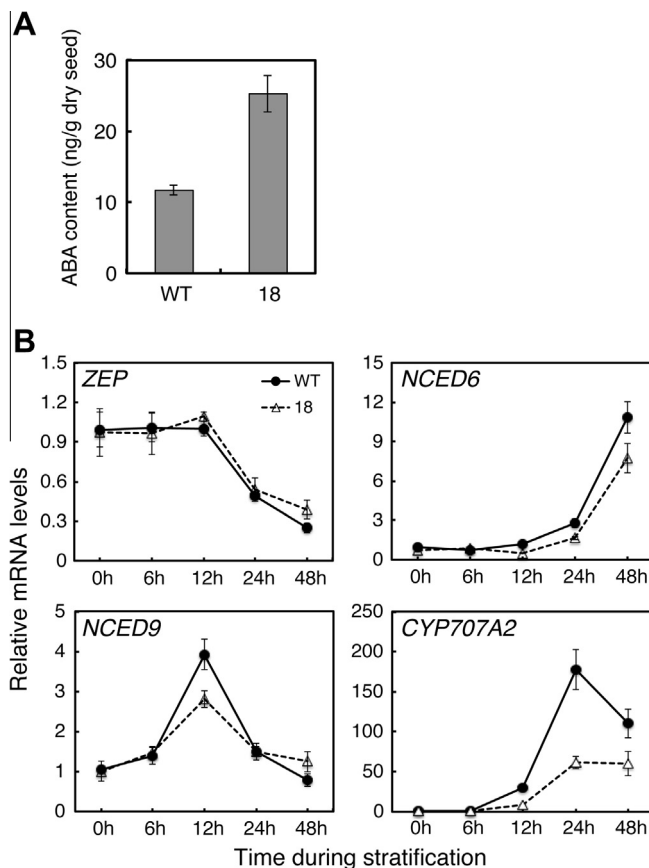 A
ABA content (ng/g dry seed)
30
20
10
0
WT 18
B
Relative mRNA levels
ZEP
WT
18
1.5
1.2
0.9
0.6
0.3
0
0h 6h 12h 24h 48h
NCED6
15
12
9
6
3
0
0h 6h 12h 24h 48h
NCED9
5
4
3
2
1
0
0h 6h 12h 24h 48h
CYP707A2
250
200
150
100
50
0
0h 6h 12h 24h 48h
Time during stratification